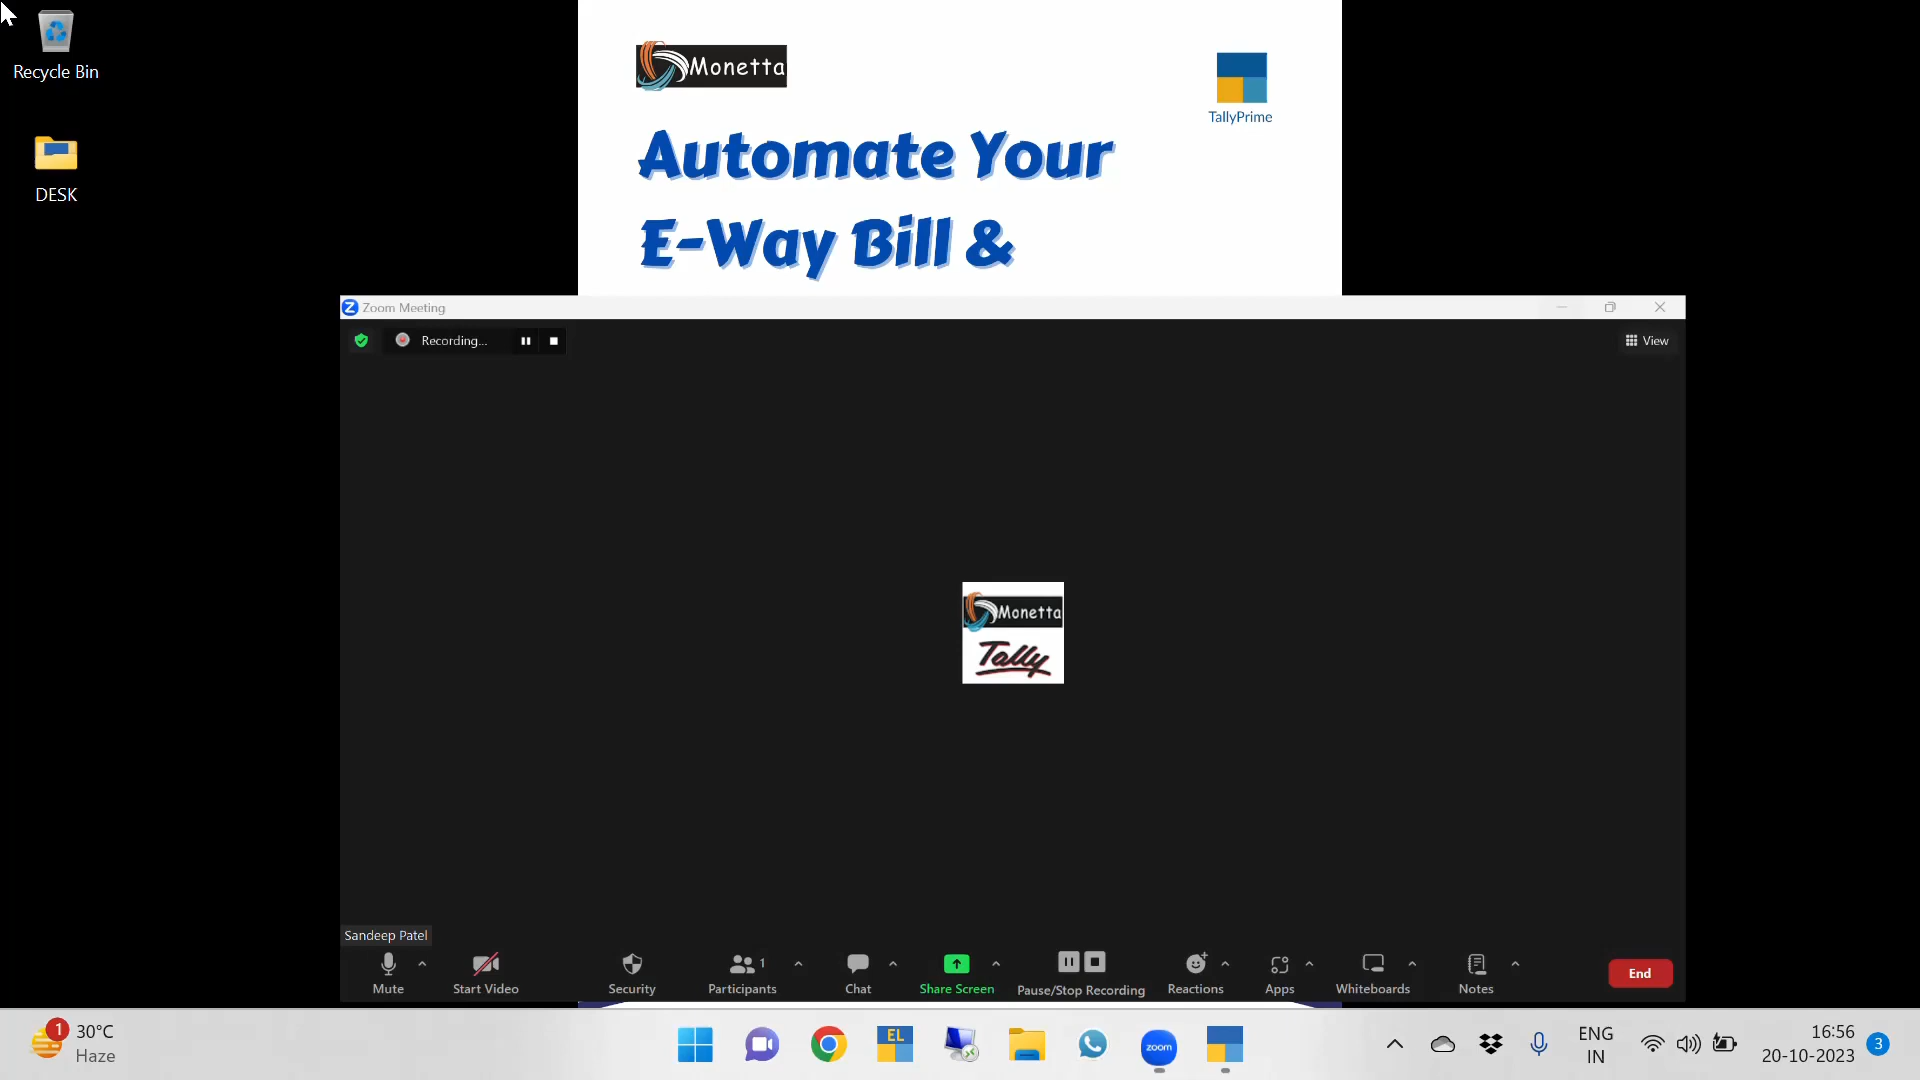 Recycle Bin
DESK
Monetta
TallyPrime
Automate Your
E-Way Bill &
Zoom Meeting
Recording...
View
Monetta
Tally
Sandeep Patel
1
Mute
Start Video
Security
Participants
Chat
Share Screen
Pause/Stop Recording
Reactions
Apps
Whiteboards
Notes
End
1
30°C
Haze
EL
zoom
ENG
IN
16:56
20-10-2023
3